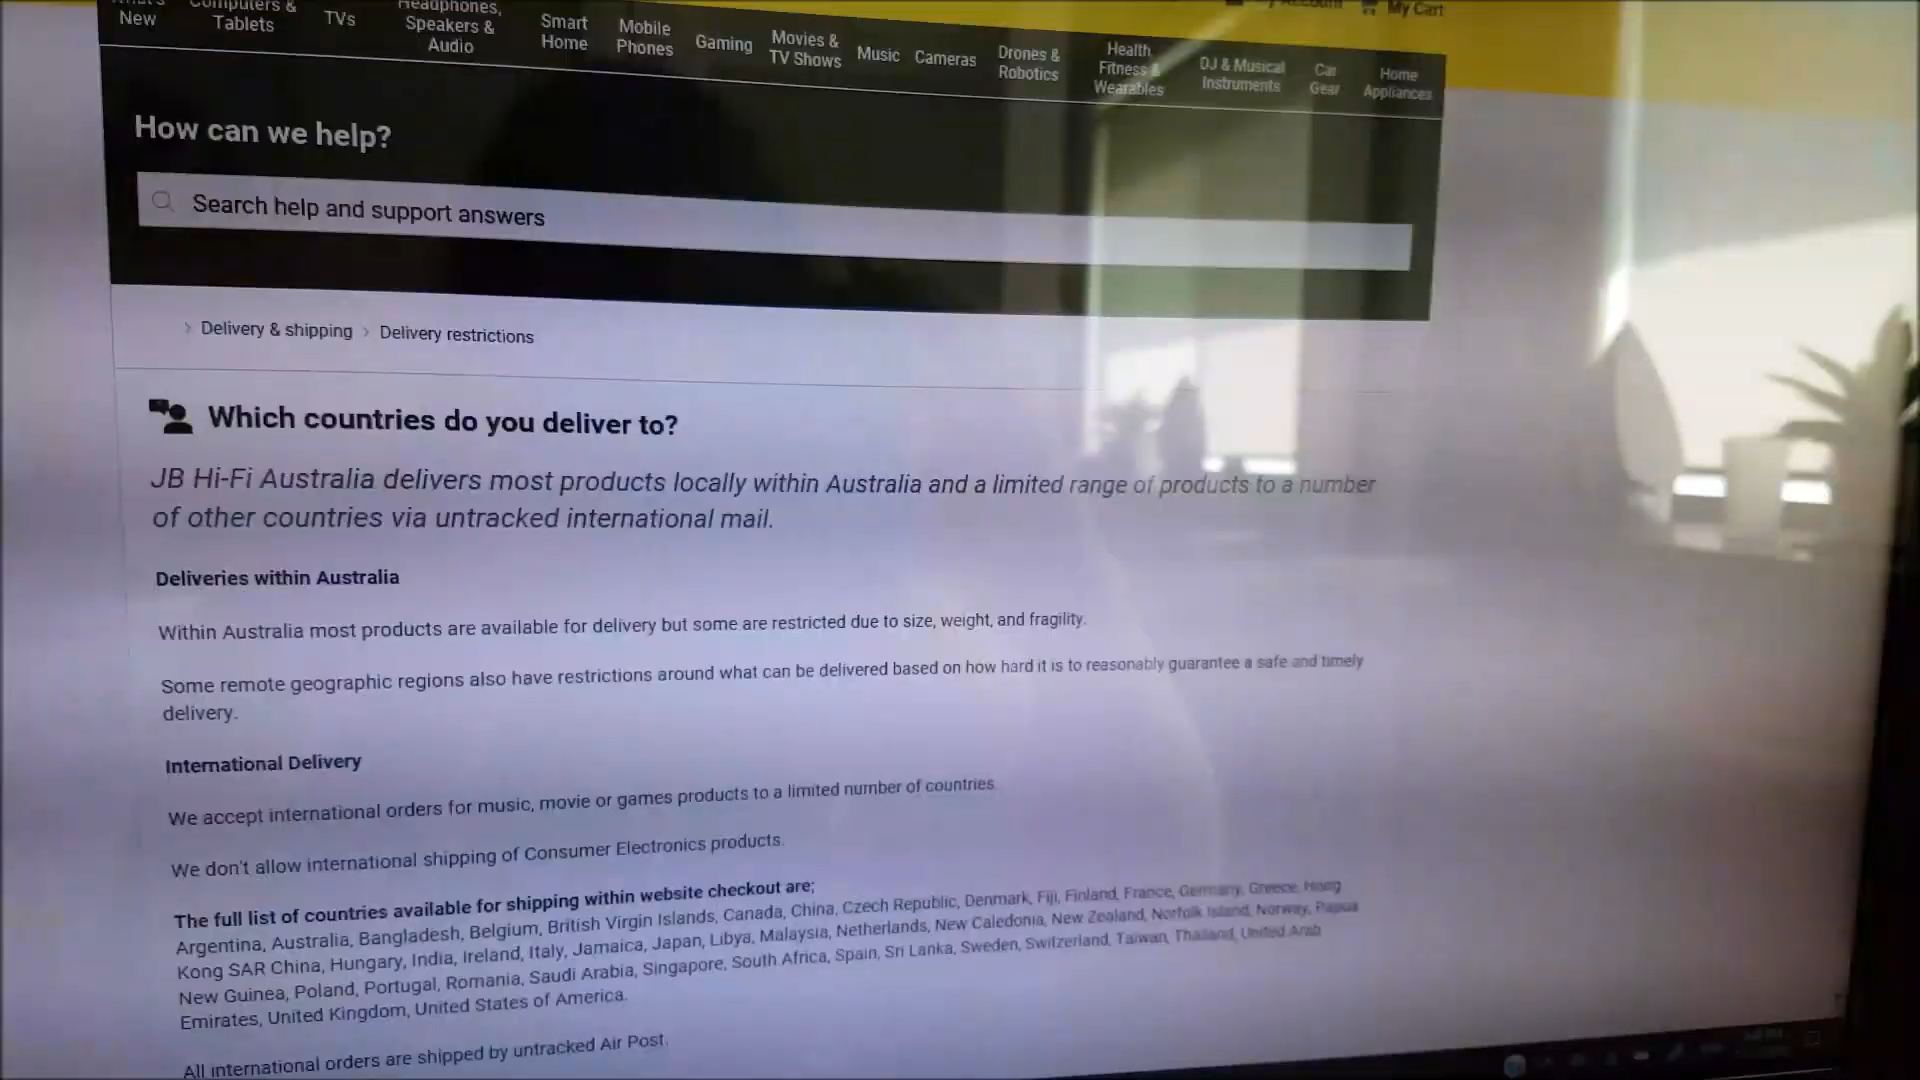 New
Computers &
Tablets
TVs
Headphones,
Speakers &
Audio
Smart
Home
Mobile
Phones
Gaming
Movies &
TV Shows
Music
Cameras
Drones &
Robotics
Health
Fitness &
Wearables
DJ & Musical
Instruments
Car
Gear
Home
Appliances
My Cart
How can we help?
Search help and support answers
Delivery & shipping > Delivery restrictions
Which countries do you deliver to?
JB Hi-Fi Australia delivers most products locally within Australia and a limited range of products to a number
of other countries via untracked international mail.
Deliveries within Australia
Within Australia most products are available for delivery but some are restricted due to size, weight, and fragility.
Some remote geographic regions also have restrictions around what can be delivered based on how hard it is to reasonably guarantee a safe and timely
delivery.
International Delivery
We accept international orders for music, movie or games products to a limited number of countries.
We don't allow international shipping of Consumer Electronics products.
The full list of countries available for shipping within website checkout are;
Argentina, Australia, Bangladesh, Belgium, British Virgin Islands, Canada, China, Czech Republic, Denmark, Fiji, Finland, France, Germany, Greece, Hong
Kong SAR China, Hungary, India, Ireland, Italy, Jamaica, Japan, Libya, Malaysia, Netherlands, New Caledonia, New Zealand, Norfolk Island, Norway, Papua
New Guinea, Poland, Portugal, Romania, Saudi Arabia, Singapore, South Africa, Spain, Sri Lanka, Sweden, Switzerland, Taiwan, Thailand, United Arab
Emirates, United Kingdom, United States of America.
All international orders are shipped by untracked Air Post.